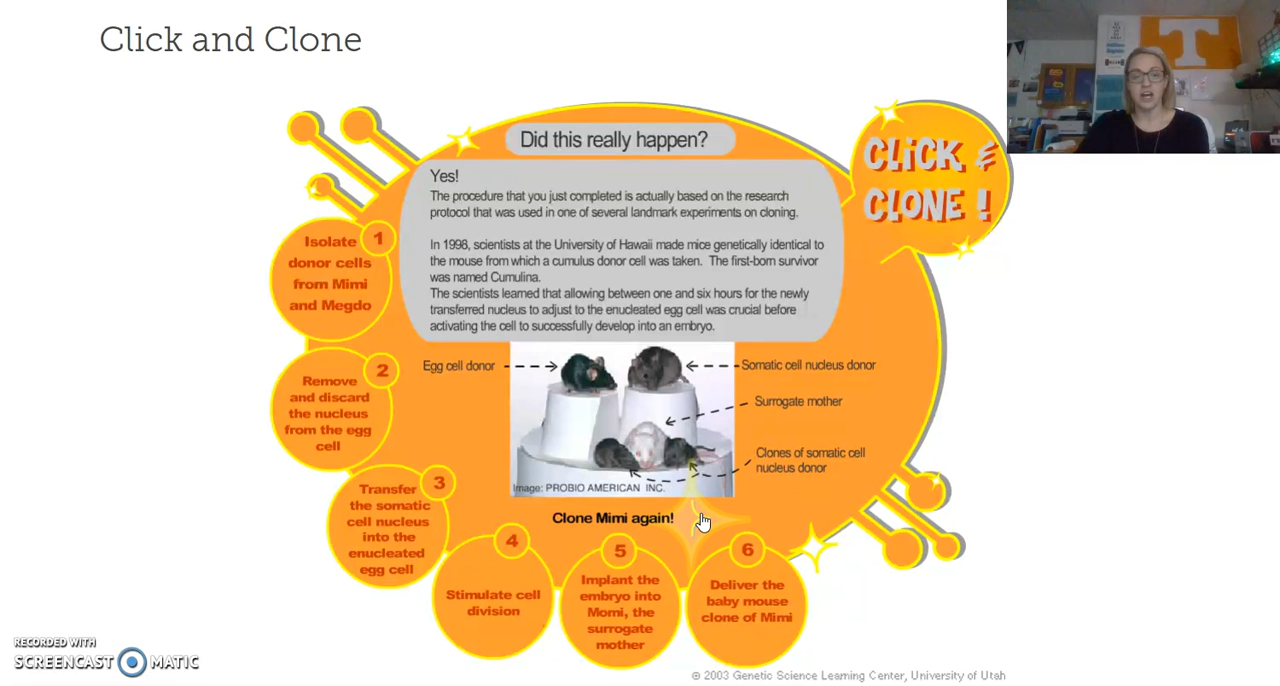 Click and Clone
CLICK &
CLONE !
Did this really happen?
Yes!
The procedure that you just completed is actually based on the research
protocol that was used in one of several landmark experiments on cloning.
In 1998, scientists at the University of Hawaii made mice genetically identical to
the mouse from which a cumulus donor cell was taken.  The first-born survivor
was named Cumulina.
The scientists learned that allowing between one and six hours for the newly
transferred nucleus to adjust to the enucleated egg cell was crucial before
activating the cell to successfully develop into an embryo.
1
Isolate
donor cells
from Mimi
and Megdo
2
Remove
and discard
the nucleus
from the egg
cell
3
Transfer
the somatic
cell nucleus
into the
enucleated
egg cell
4
Stimulate cell
division
5
Implant the
embryo into
Momi, the
surrogate
mother
6
Deliver the
baby mouse
clone of Mimi
Egg cell donor
Somatic cell nucleus donor
Surrogate mother
Clones of somatic cell
nucleus donor
Image: PROBIO AMERICAN INC.
Clone Mimi again!
T
RECORDED WITH
SCREENCAST MATIC
© 2003 Genetic Science Learning Center, University of Utah